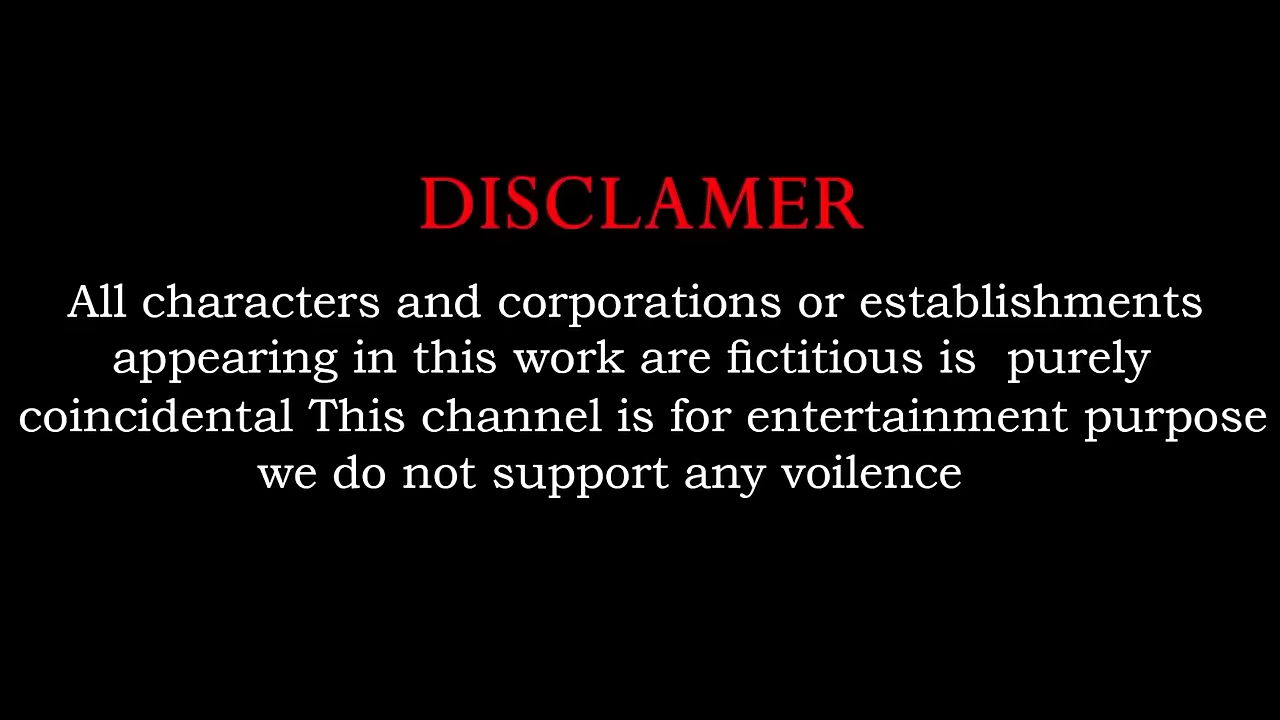 DISCLAMER
All characters and corporations or establishments
appearing in this work are fictitious is  purely
coincidental This channel is for entertainment purpose
we do not support any voilence